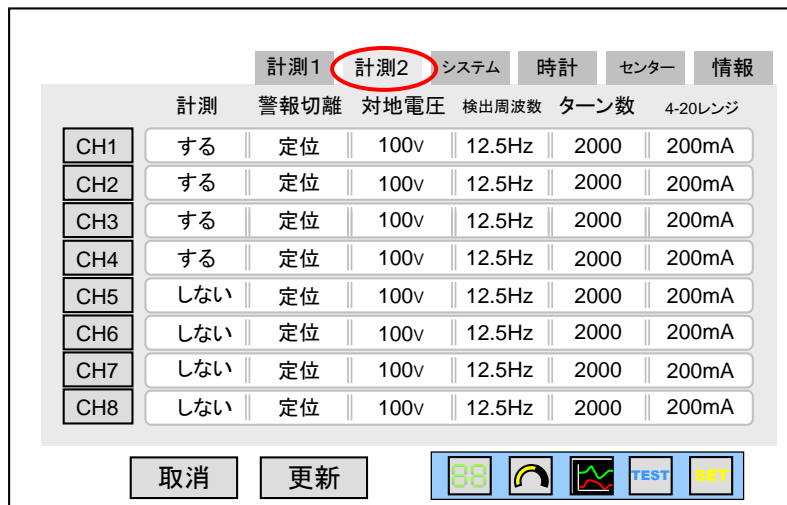 計測1 計測2 システム 時計 センター 情報
計測 警報切離 対地電圧 検出周波数 ターン数 4-20レンジ
CH1 する 定位 100V 12.5Hz 2000 200mA
CH2 する 定位 100V 12.5Hz 2000 200mA
CH3 する 定位 100V 12.5Hz 2000 200mA
CH4 する 定位 100V 12.5Hz 2000 200mA
CH5 しない 定位 100V 12.5Hz 2000 200mA
CH6 しない 定位 100V 12.5Hz 2000 200mA
CH7 しない 定位 100V 12.5Hz 2000 200mA
CH8 しない 定位 100V 12.5Hz 2000 200mA
取消 更新 88 TEST SET